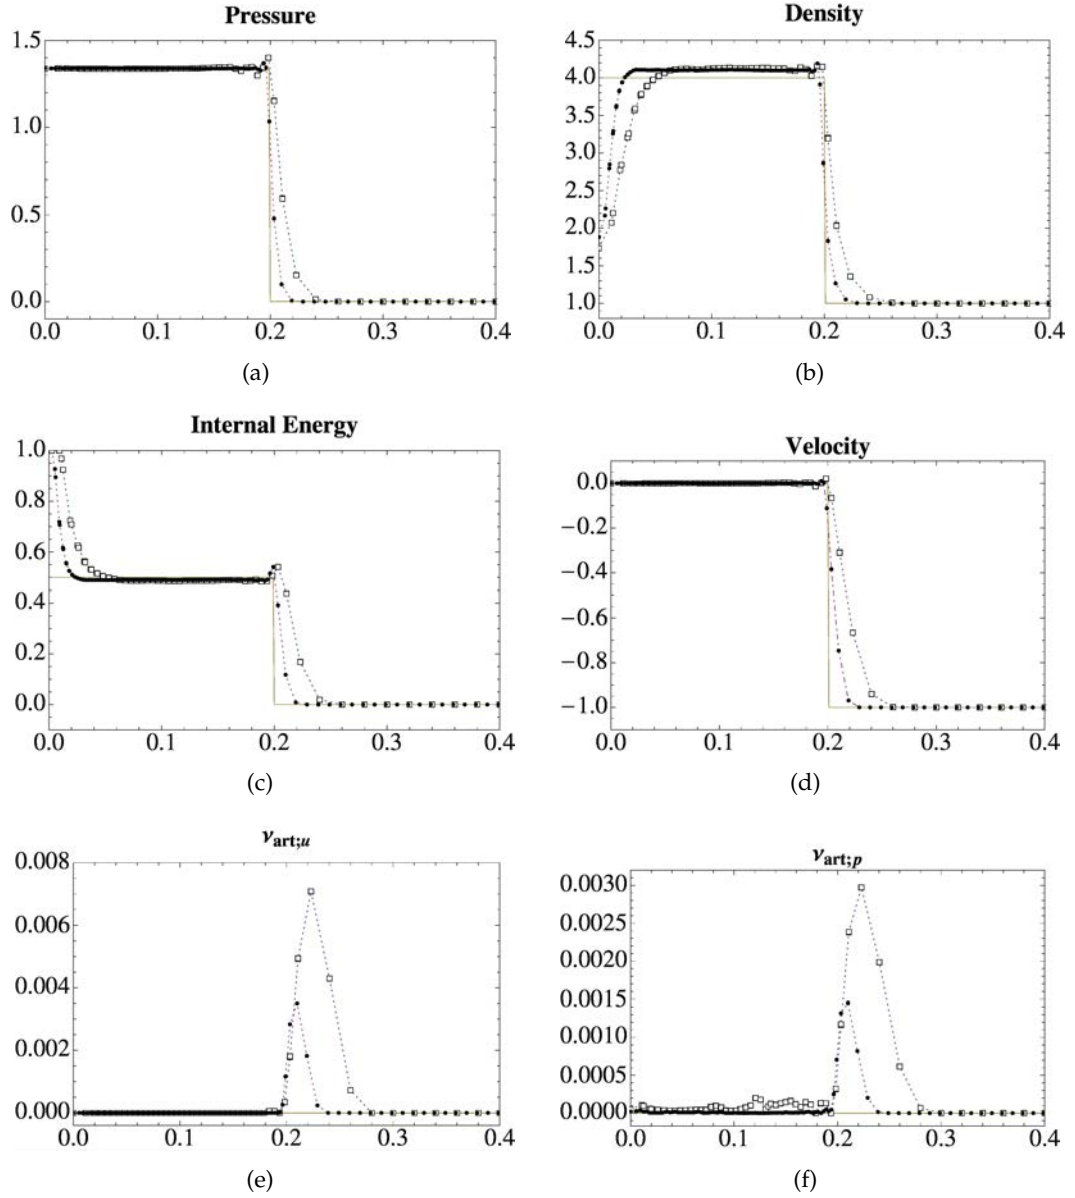 Pressure
1.5
1.0
0.5
0.0
0.0 0.1 0.2 0.3 0.4
(a)
Density
4.5
4.0
3.5
3.0
2.5
2.0
1.5
1.0
0.0 0.1 0.2 0.3 0.4
(b)
Internal Energy
1.0
0.8
0.6
0.4
0.2
0.0
0.0 0.1 0.2 0.3 0.4
(c)
Velocity
0.0
−0.2
−0.4
−0.6
−0.8
−1.0
0.0 0.1 0.2 0.3 0.4
(d)
νart;u
0.008
0.006
0.004
0.002
0.000
0.0 0.1 0.2 0.3 0.4
(e)
νart;p
0.0030
0.0025
0.0020
0.0015
0.0010
0.0005
0.0000
0.0 0.1 0.2 0.3 0.4
(f)